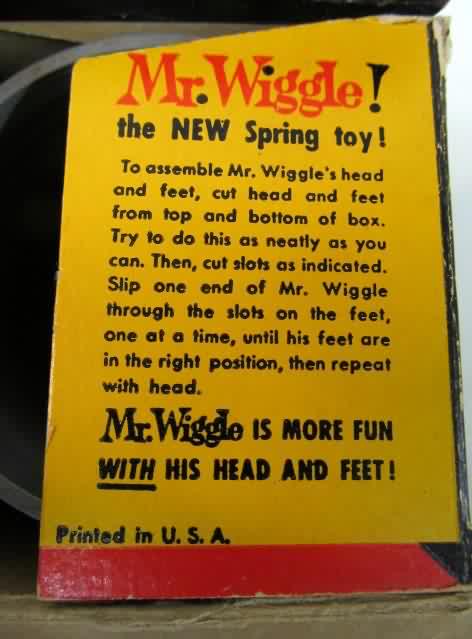 Mr. Wiggle!
the NEW Spring toy!
To assemble Mr. Wiggle's head
and feet, cut head and feet
from top and bottom of box.
Try to do this as neatly as you
can. Then, cut slots as indicated.
Slip one end of Mr. Wiggle
through the slots on the feet,
one at a time, until his feet are
in the right position, then repeat
with head.
Mr. Wiggle IS MORE FUN
WITH HIS HEAD AND FEET!
Printed in U. S. A.